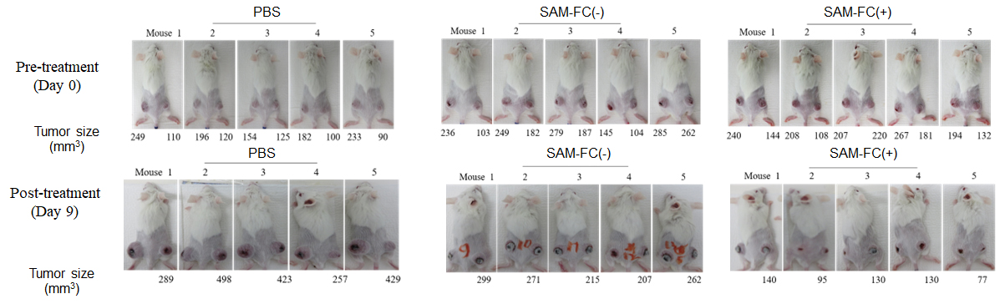 PBS SAM-FC(-) SAM-FC(+)
Mouse 1 2 3 4 5 Mouse 1 2 3 4 5 Mouse 1 2 3 4 5
Pre-treatment
(Day 0)
Tumor size
(mm3)
249 110 196 120 154 125 182 100 233 90 236 103 249 182 279 187 145 104 285 262 240 144 208 108 207 220 267 181 194 132
PBS SAM-FC(-) SAM-FC(+)
Mouse 1 2 3 4 5 Mouse 1 2 3 4 5 Mouse 1 2 3 4 5
Post-treatment
(Day 9)
Tumor size
(mm3)
289 498 423 257 429 299 271 215 207 262 140 95 130 130 77